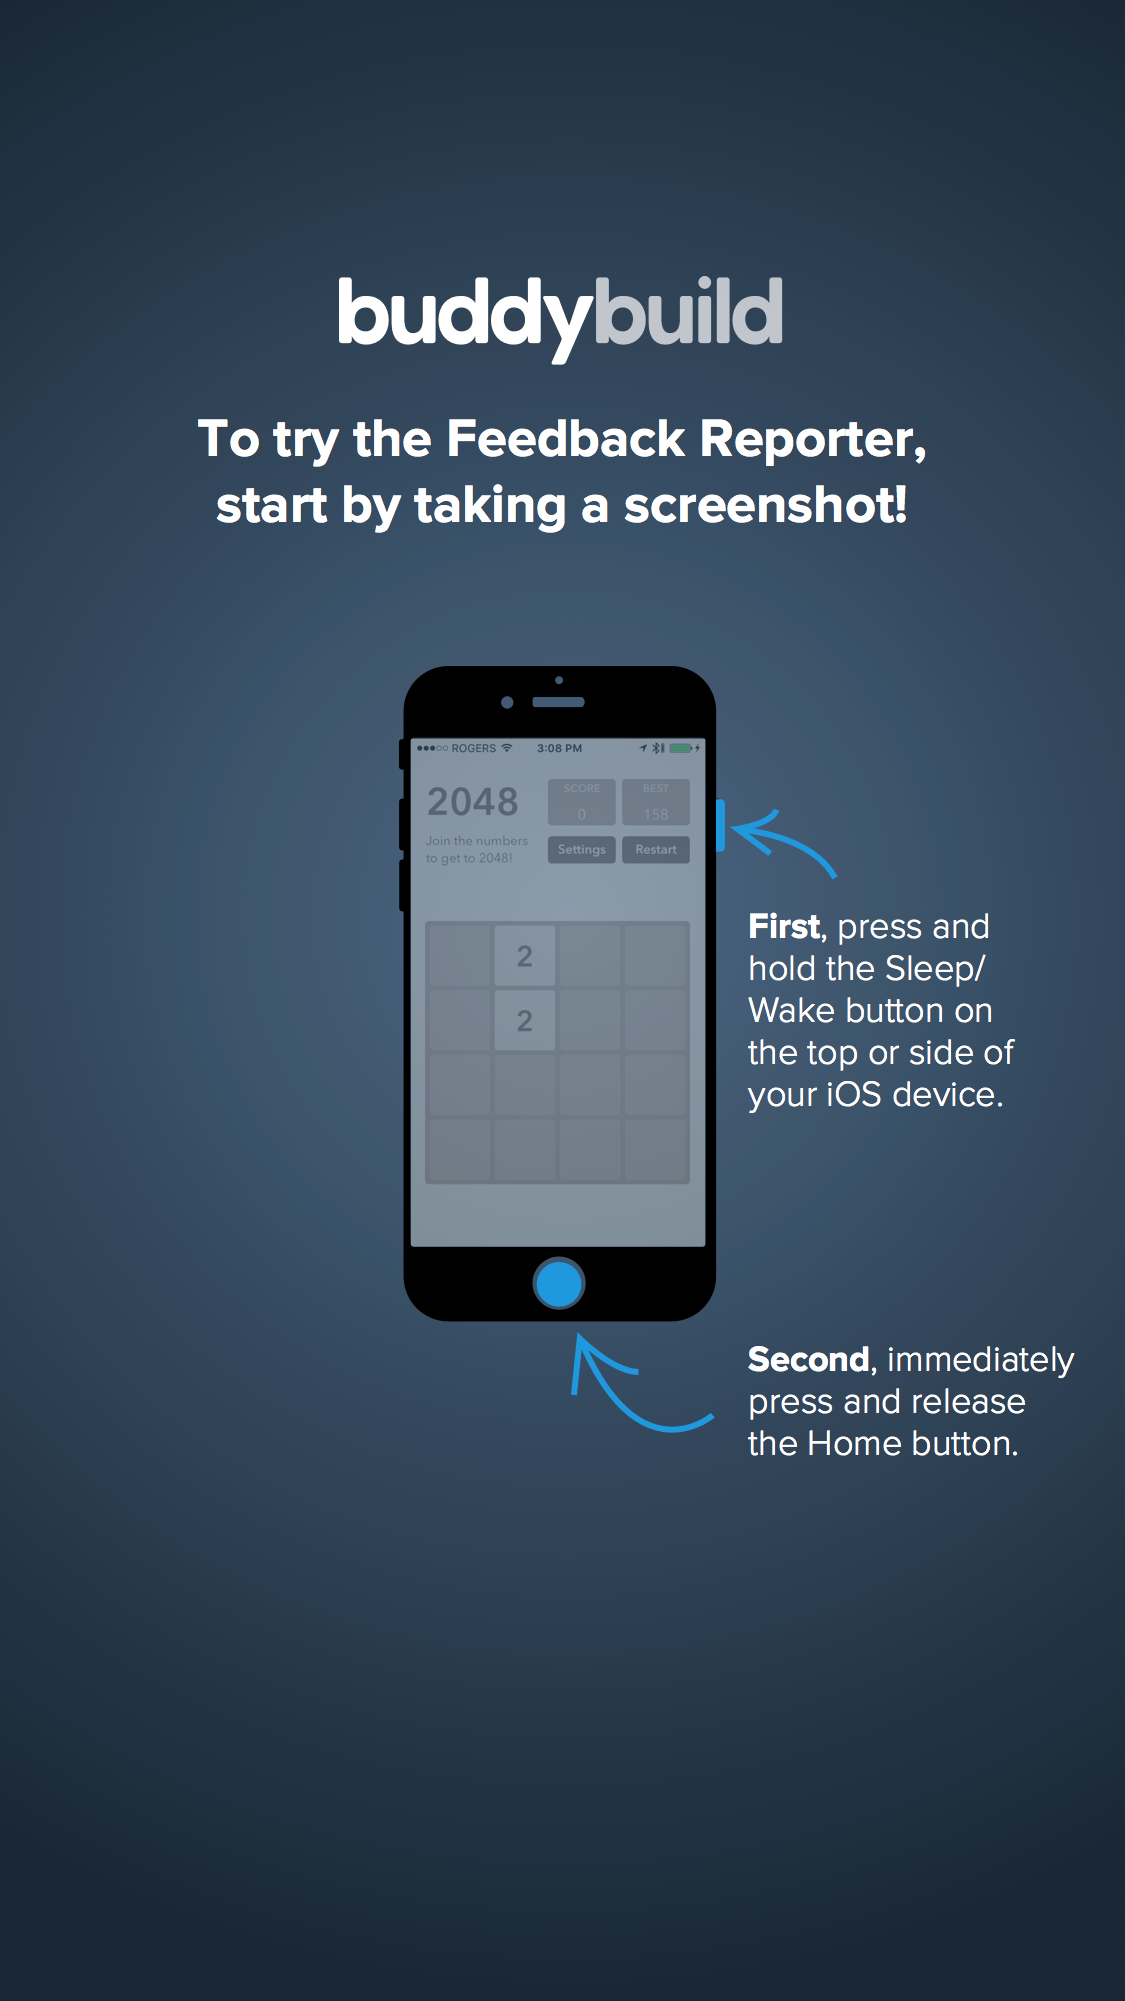 buddybuild
To try the Feedback Reporter,
start by taking a screenshot!
ROGERS 3:08 PM
2048
SCORE
0
BEST
158
Join the numbers
to get to 2048!
Settings
Restart
2
2
First, press and
hold the Sleep/
Wake button on
the top or side of
your iOS device.
Second, immediately
press and release
the Home button.